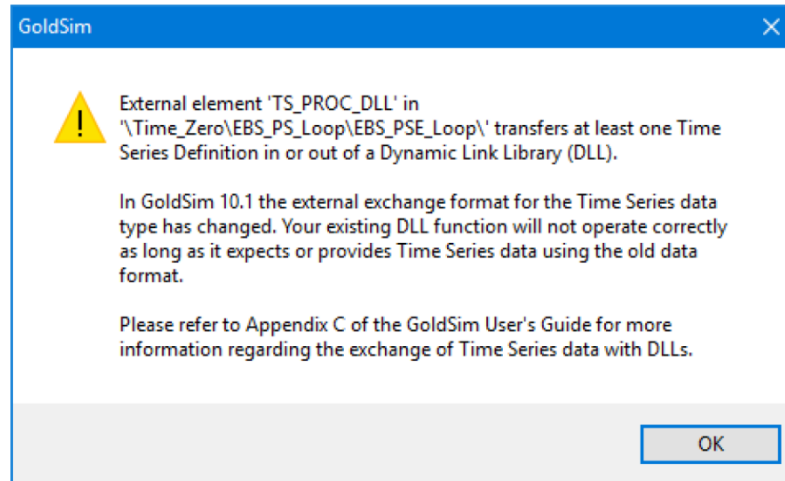 GoldSim
External element 'TS_PROC_DLL' in
'\Time_Zero\EBS_PS_Loop\EBS_PSE_Loop\' transfers at least one Time
Series Definition in or out of a Dynamic Link Library (DLL).
In GoldSim 10.1 the external exchange format for the Time Series data
type has changed. Your existing DLL function will not operate correctly
as long as it expects or provides Time Series data using the old data
format.
Please refer to Appendix C of the GoldSim User's Guide for more
information regarding the exchange of Time Series data with DLLs.
OK